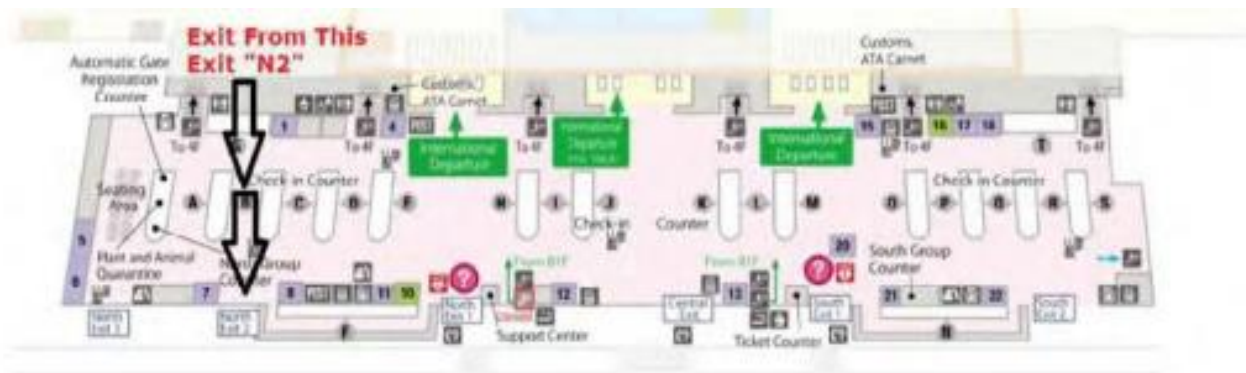 Exit From This
Exit "N2"
Automatic Gate
Registation
Counter
Customs,
ATA Carnet
Customs,
ATA Carnet
1
4
15
16
17
18
T
To 4F
To 4F
To 4F
To 4F
To 4F
To 4F
International
Departure
International
Departure
International
Departure
Check in Counter
Check-in
Counter
Check in Counter
Seating
Area
A
B
C
D
E
H
I
J
K
L
M
O
P
Q
R
S
Plant and Animal
Quarantine
North Group
Counter
5
6
7
8
11
10
From B1F
12
From B1F
13
20
South Group
Counter
21
22
?
?
North
Exit 3
North
Exit 2
F
North
Exit 1
Support Center
Central
Exit
Ticket Counter
South
Exit 1
N
South
Exit 2